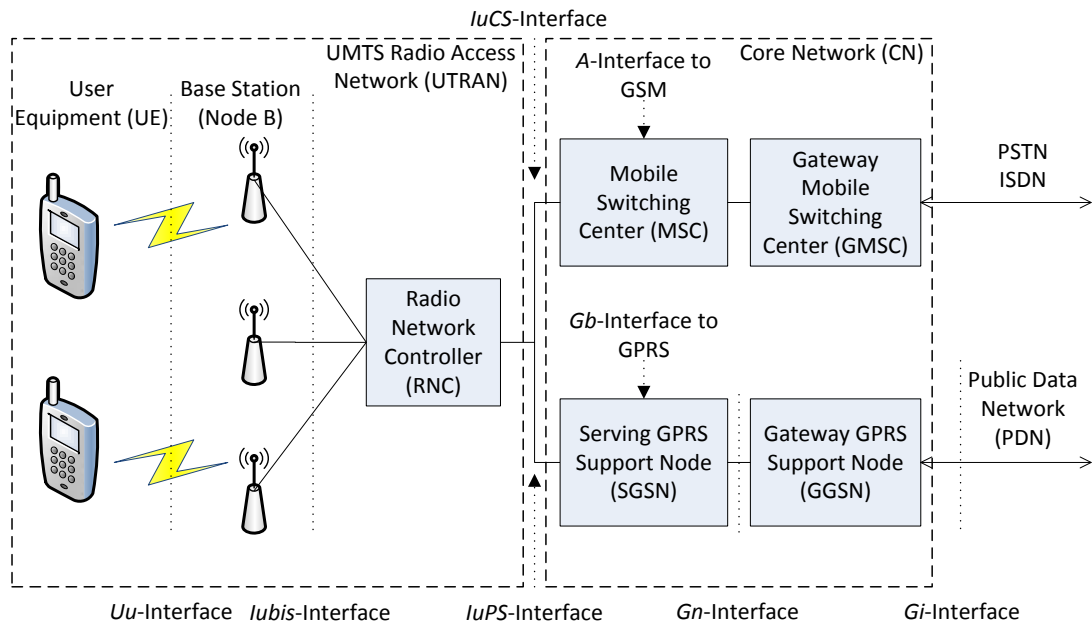 IuCS-Interface
UMTS Radio Access
Network (UTRAN)
Core Network (CN)
A-Interface to
GSM
User
Equipment (UE)
Base Station
(Node B)
Mobile
Switching
Center (MSC)
Gateway
Mobile
Switching
Center (GMSC)
PSTN
ISDN
Radio
Network
Controller
(RNC)
Gb-Interface to
GPRS
Serving GPRS
Support Node
(SGSN)
Gateway GPRS
Support Node
(GGSN)
Public Data
Network
(PDN)
Uu-Interface
Iubis-Interface
IuPS-Interface
Gn-Interface
Gi-Interface